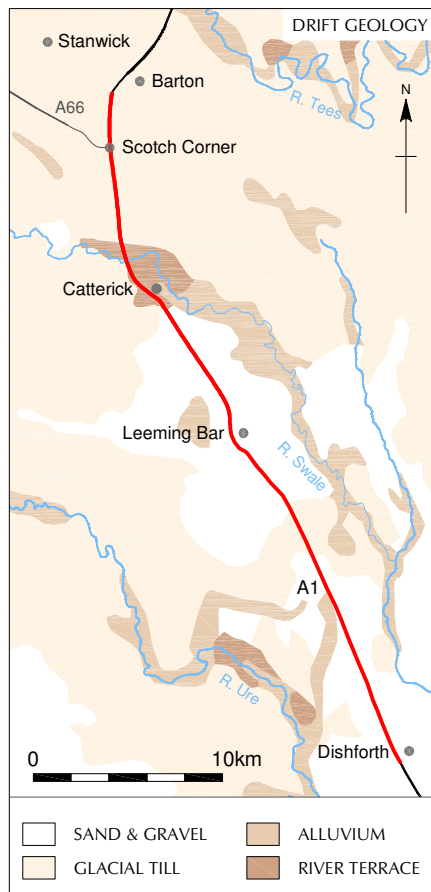 DRIFT GEOLOGY
Stanwick
Barton
R. Tees
N
A66
Scotch Corner
Catterick
Leeming Bar
R. Swale
A1
R. Ure
Dishforth
0 10km
SAND & GRAVEL ALLUVIUM
GLACIAL TILL RIVER TERRACE